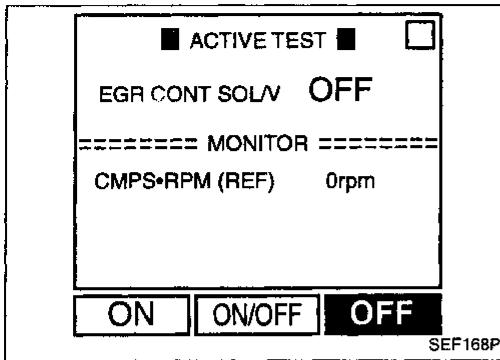 ■ ACTIVE TEST ■
EGR CONT SOL/V OFF
======== MONITOR ========
CMPS•RPM (REF) 0rpm
ON ON/OFF OFF
SEF168P